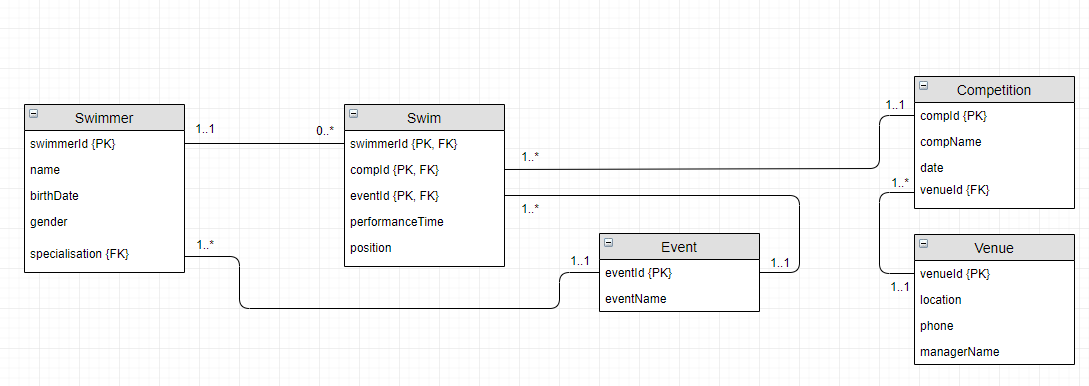 Swimmer
swimmerId {PK}
name
birthDate
gender
specialisation {FK}
1..1
0..*
1..*
Swim
swimmerId {PK, FK}
compId {PK, FK}
eventId {PK, FK}
performanceTime
position
1..*
1..*
Event
eventId {PK}
eventName
1..1
1..1
Competition
compId {PK}
compName
date
venueId {FK}
1..1
1..*
Venue
venueId {PK}
location
phone
managerName
1..1